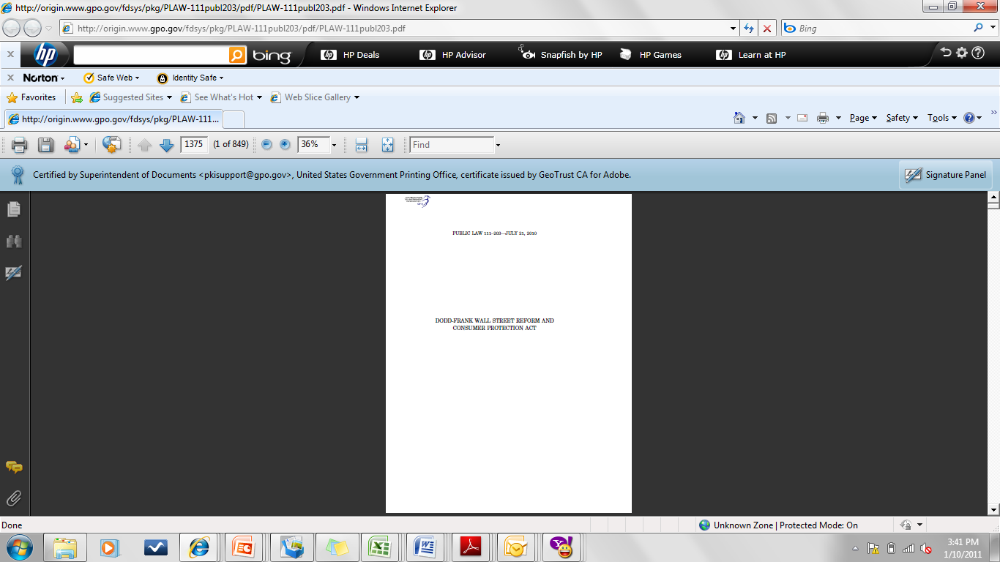 http://origin.www.gpo.gov/fdsys/pkg/PLAW-111publ203/pdf/PLAW-111publ203.pdf - Windows Internet Explorer
http://origin.www.gpo.gov/fdsys/pkg/PLAW-111publ203/pdf/PLAW-111publ203.pdf Bing
hp bing HP Deals HP Advisor Snapfish by HP HP Games Learn at HP
Norton Safe Web Identity Safe
Favorites Suggested Sites See What's Hot Web Slice Gallery
http://origin.www.gpo.gov/fdsys/pkg/PLAW-111... Page Safety Tools
1375 (1 of 849) 36% Find
Certified by Superintendent of Documents <pkisupport@gpo.gov>, United States Government Printing Office, certificate issued by GeoTrust CA for Adobe. Signature Panel
PUBLIC LAW 111–203—JULY 21, 2010
DODD-FRANK WALL STREET REFORM AND
CONSUMER PROTECTION ACT
Done Unknown Zone | Protected Mode: On
3:41 PM
1/10/2011